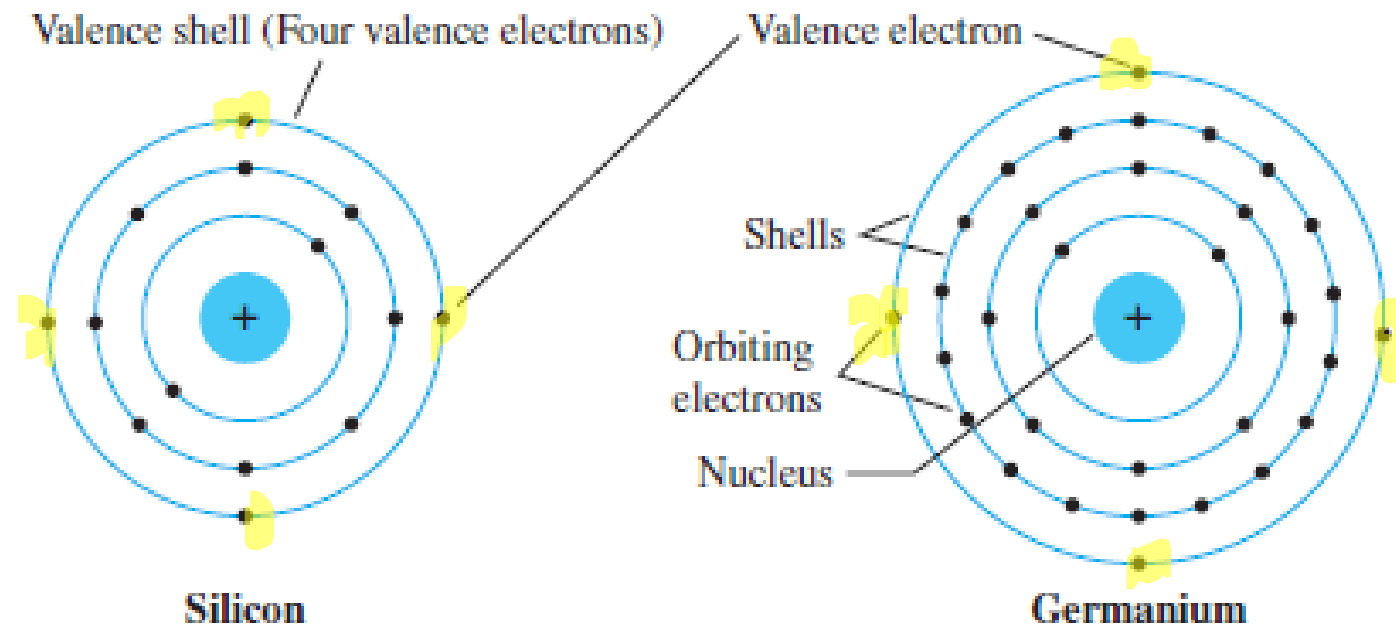 Valence shell (Four valence electrons)
Valence electron
Shells
Orbiting
electrons
Nucleus
+
+
Silicon
Germanium